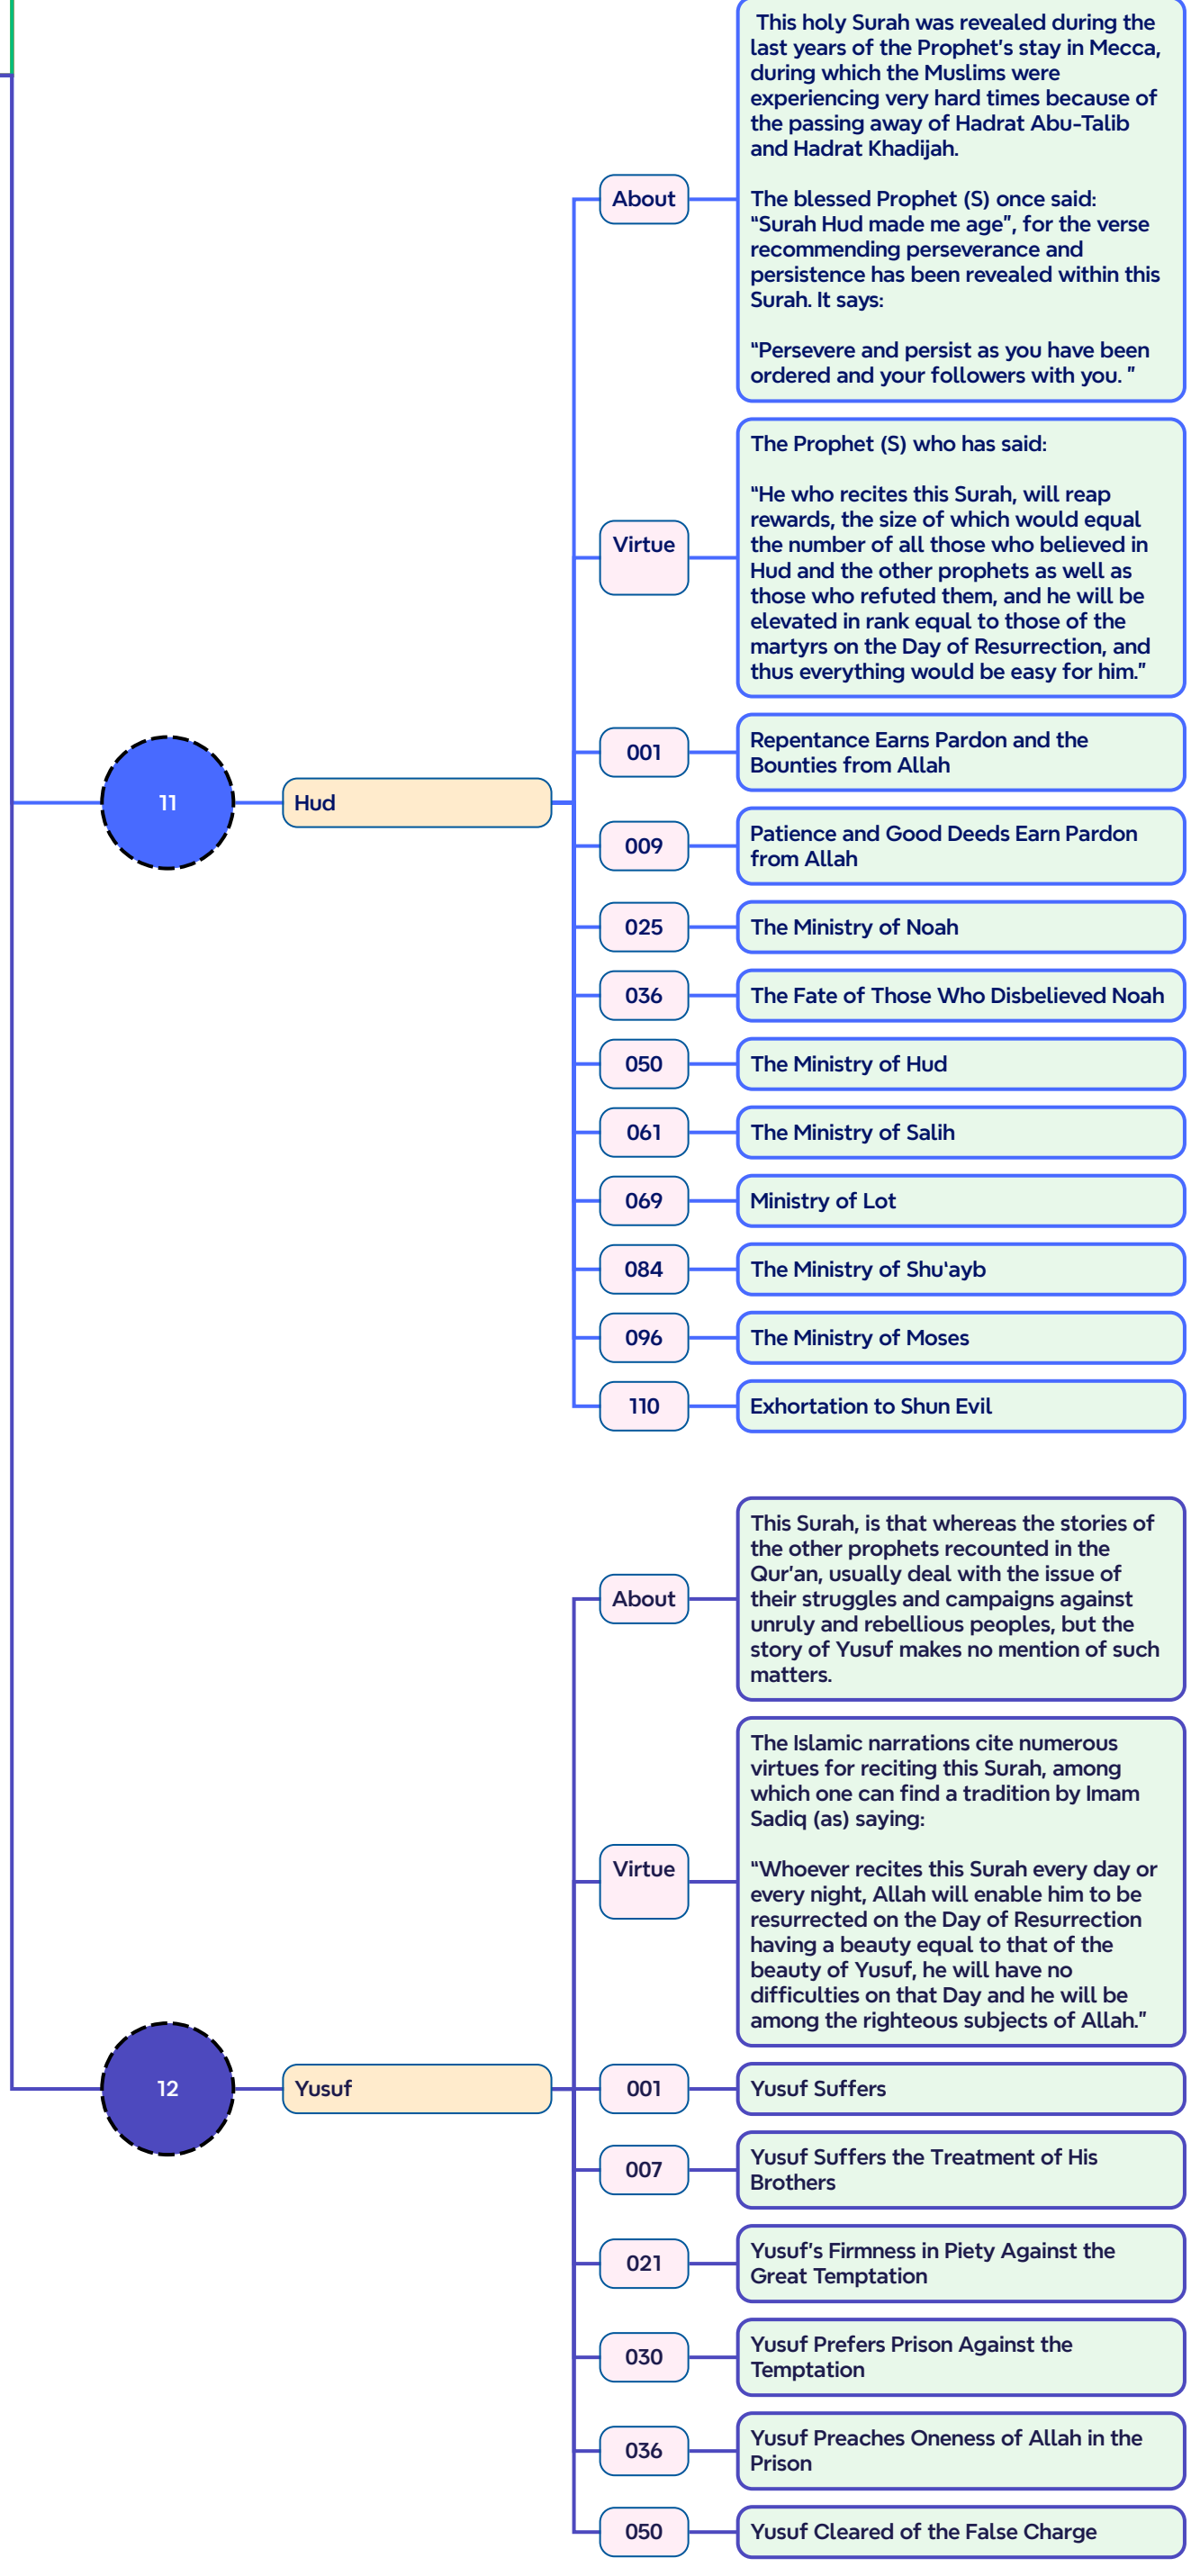 This holy Surah was revealed during the
last years of the Prophet's stay in Mecca,
during which the Muslims were
experiencing very hard times because of
the passing away of Hadrat Abu-Talib
and Hadrat Khadijah.
About
The blessed Prophet (S) once said:
“Surah Hud made me age”, for the verse
recommending perseverance and
persistence has been revealed within this
Surah. It says:
“Persevere and persist as you have been
ordered and your followers with you. ”
Virtue
The Prophet (S) who has said:
“He who recites this Surah, will reap
rewards, the size of which would equal
the number of all those who believed in
Hud and the other prophets as well as
those who refuted them, and he will be
elevated in rank equal to those of the
martyrs on the Day of Resurrection, and
thus everything would be easy for him.”
11
Hud
001
Repentance Earns Pardon and the
Bounties from Allah
009
Patience and Good Deeds Earn Pardon
from Allah
025
The Ministry of Noah
036
The Fate of Those Who Disbelieved Noah
050
The Ministry of Hud
061
The Ministry of Salih
069
Ministry of Lot
084
The Ministry of Shu'ayb
096
The Ministry of Moses
110
Exhortation to Shun Evil
About
This Surah, is that whereas the stories of
the other prophets recounted in the
Qur'an, usually deal with the issue of
their struggles and campaigns against
unruly and rebellious peoples, but the
story of Yusuf makes no mention of such
matters.
Virtue
The Islamic narrations cite numerous
virtues for reciting this Surah, among
which one can find a tradition by Imam
Sadiq (as) saying:
“Whoever recites this Surah every day or
every night, Allah will enable him to be
resurrected on the Day of Resurrection
having a beauty equal to that of the
beauty of Yusuf, he will have no
difficulties on that Day and he will be
among the righteous subjects of Allah.”
12
Yusuf
001
Yusuf Suffers
007
Yusuf Suffers the Treatment of His
Brothers
021
Yusuf's Firmness in Piety Against the
Great Temptation
030
Yusuf Prefers Prison Against the
Temptation
036
Yusuf Preaches Oneness of Allah in the
Prison
050
Yusuf Cleared of the False Charge